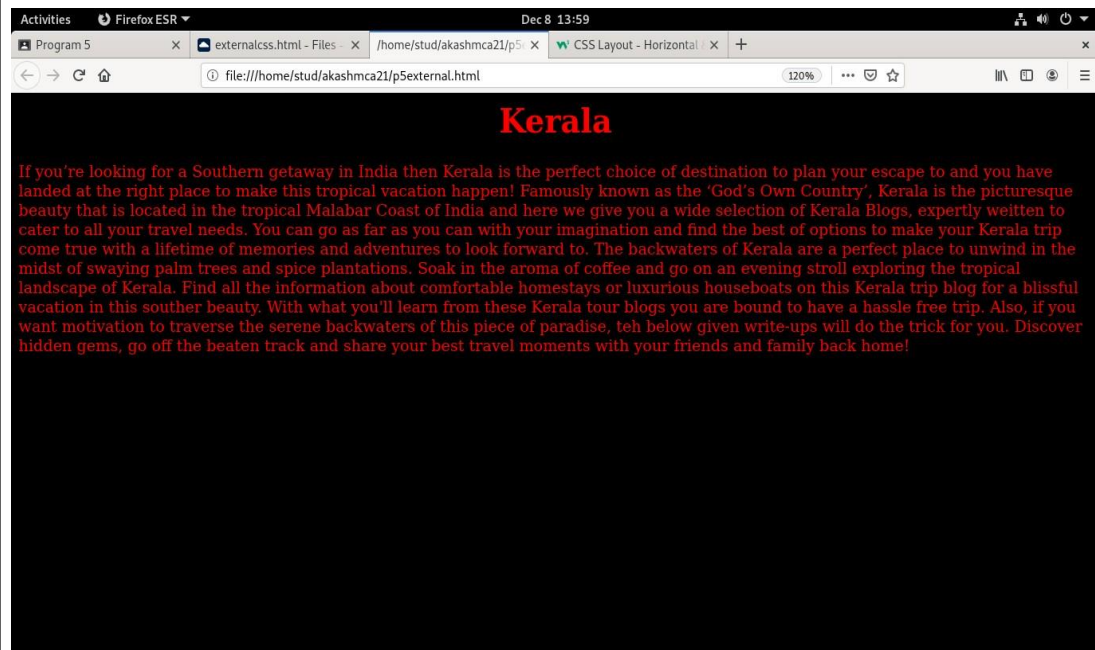 Activities Firefox ESR Dec 8 13:59
Program 5 externalcss.html - Files - /home/stud/akashmca21/p5 CSS Layout - Horizontal
file:///home/stud/akashmca21/p5external.html 120%
Kerala
If you’re looking for a Southern getaway in India then Kerala is the perfect choice of destination to plan your escape to and you have
landed at the right place to make this tropical vacation happen! Famously known as the ‘God’s Own Country’, Kerala is the picturesque
beauty that is located in the tropical Malabar Coast of India and here we give you a wide selection of Kerala Blogs, expertly weitten to
cater to all your travel needs. You can go as far as you can with your imagination and find the best of options to make your Kerala trip
come true with a lifetime of memories and adventures to look forward to. The backwaters of Kerala are a perfect place to unwind in the
midst of swaying palm trees and spice plantations. Soak in the aroma of coffee and go on an evening stroll exploring the tropical
landscape of Kerala. Find all the information about comfortable homestays or luxurious houseboats on this Kerala trip blog for a blissful
vacation in this souther beauty. With what you'll learn from these Kerala tour blogs you are bound to have a hassle free trip. Also, if you
want motivation to traverse the serene backwaters of this piece of paradise, teh below given write-ups will do the trick for you. Discover
hidden gems, go off the beaten track and share your best travel moments with your friends and family back home!